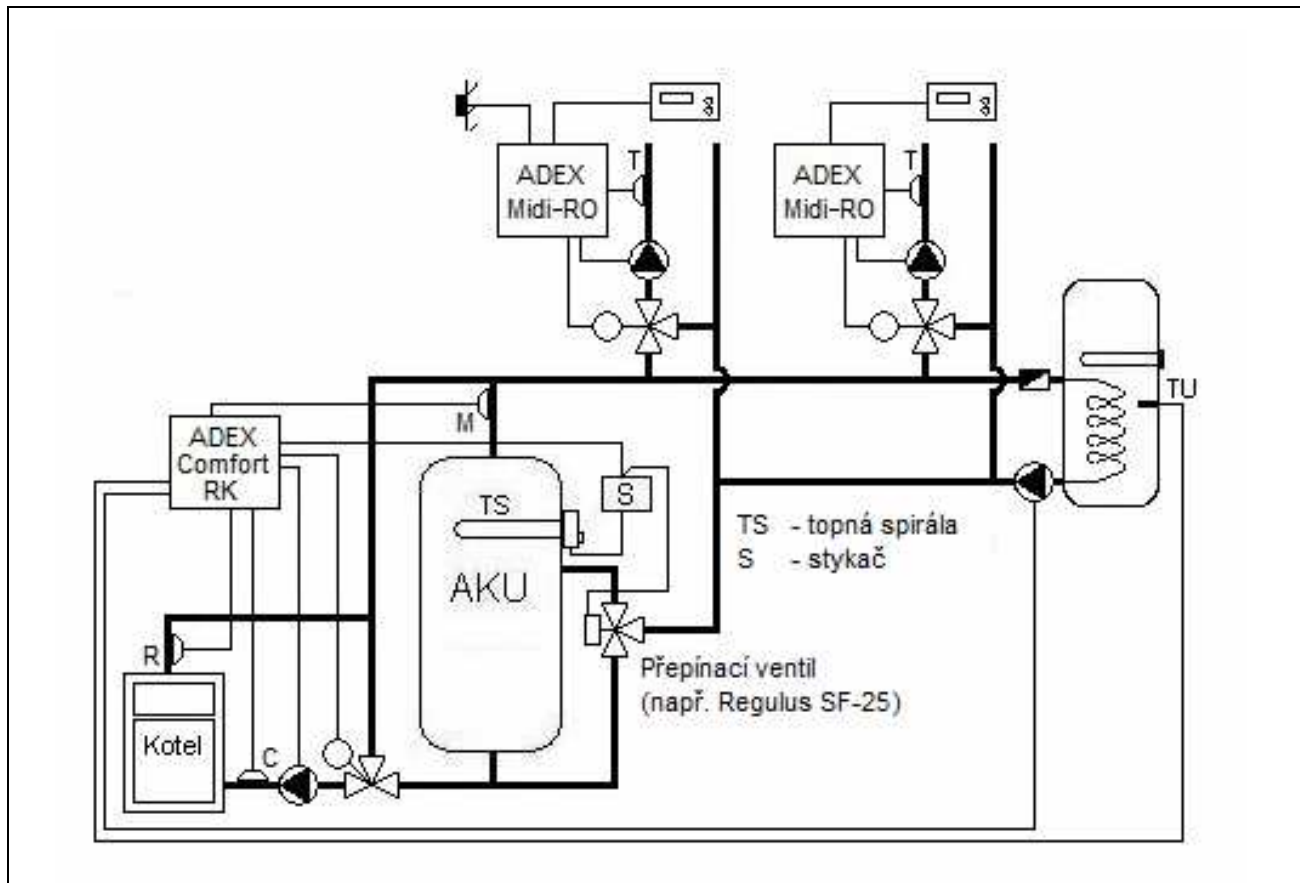 T
ADEX
Midi-RO
T
ADEX
Midi-RO
TU
M
ADEX
Comfort
RK
TS
S
AKU
TS - topná spirála
S - stykač
R
Přepínací ventil
(např. Regulus SF-25)
Kotel
C